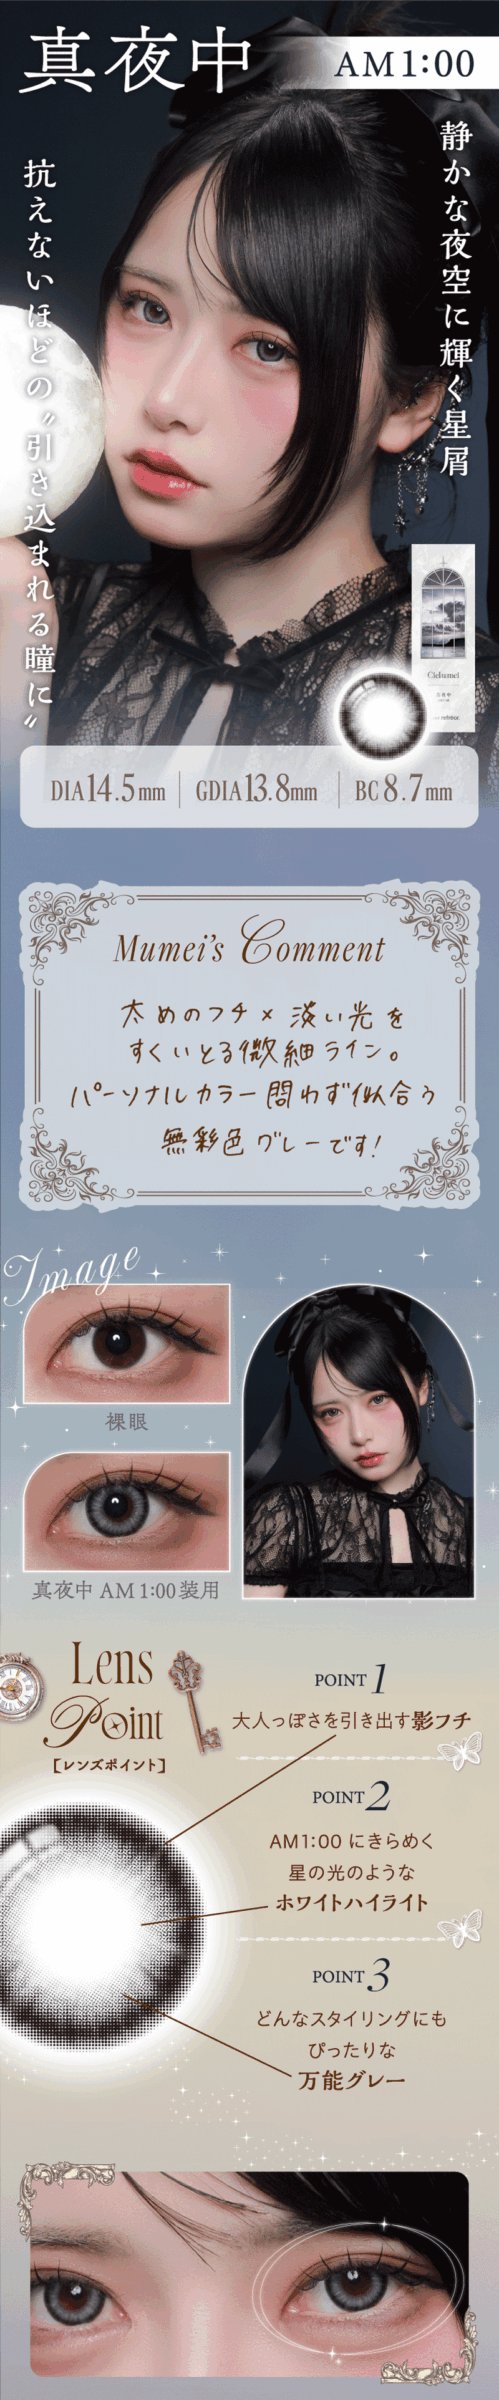 真夜中
AM1:00
静かな夜空に輝く星屑
抗えないほどの〝引き込まれる瞳に〟
Cielumei
真夜中
DIA14.5mm
GDIA13.8mm
BC8.7mm
Mumei's Comment
太めのフチ×淡い光を
すくいとる微細ライン。
パーソナルカラー問わず似合う
無彩色グレーです!
Image
裸眼
真夜中 AM1:00装用
Lens
Point
[レンズポイント]
POINT 1
大人っぽさを引き出す影フチ
POINT 2
AM1:00 にきらめく
星の光のような
ホワイトハイライト
POINT 3
どんなスタイリングにも
ぴったりな
万能グレー